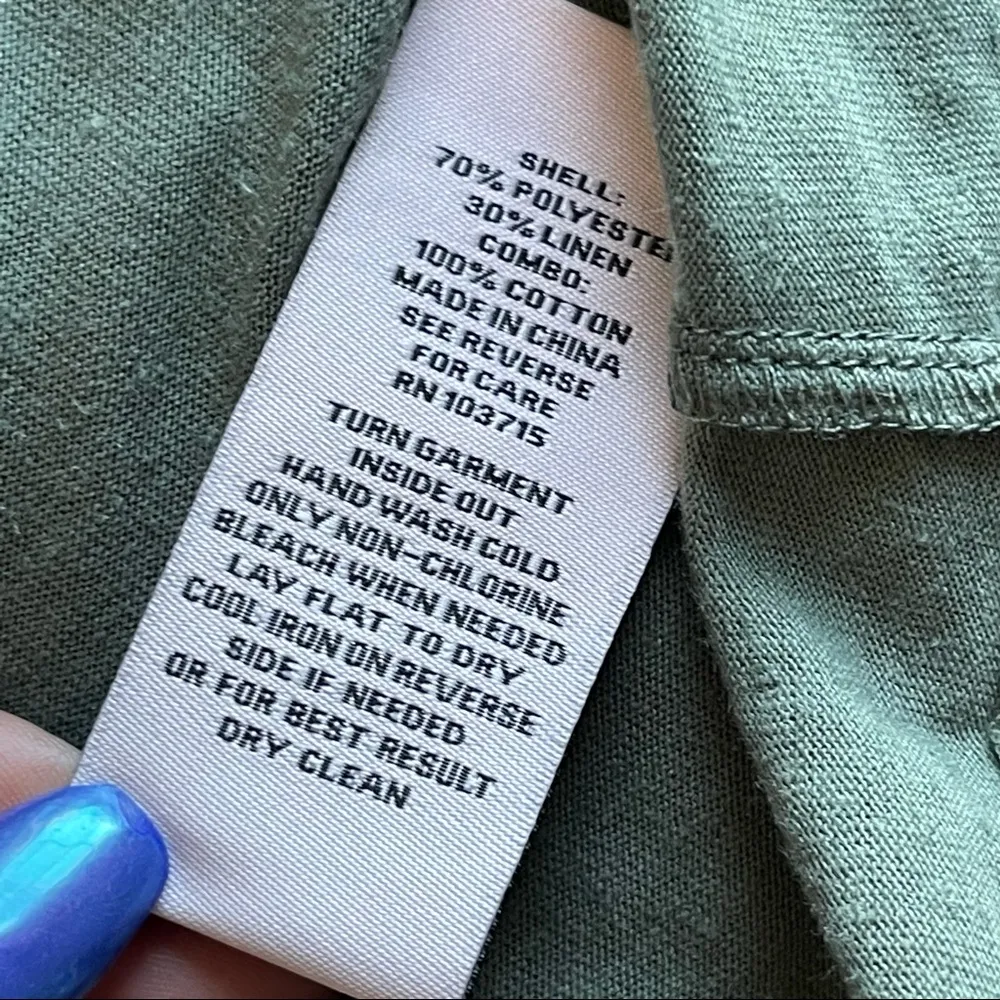 SHELL:
70% POLYESTER
30% LINEN
COMBO:
100% COTTON
MADE IN CHINA
SEE REVERSE
FOR CARE
RN 103715
TURN GARMENT
INSIDE OUT
HAND WASH COLD
ONLY NON-CHLORINE
BLEACH WHEN NEEDED
LAY FLAT TO DRY
COOL IRON ON REVERSE
SIDE IF NEEDED
OR FOR BEST RESULT
DRY CLEAN